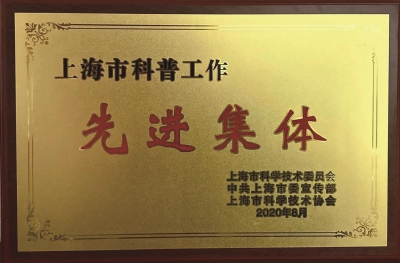 上海市科普工作
先进集体
上海市科学技术委员会
中共上海市委宣传部
上海市科学技术协会
2020年8月